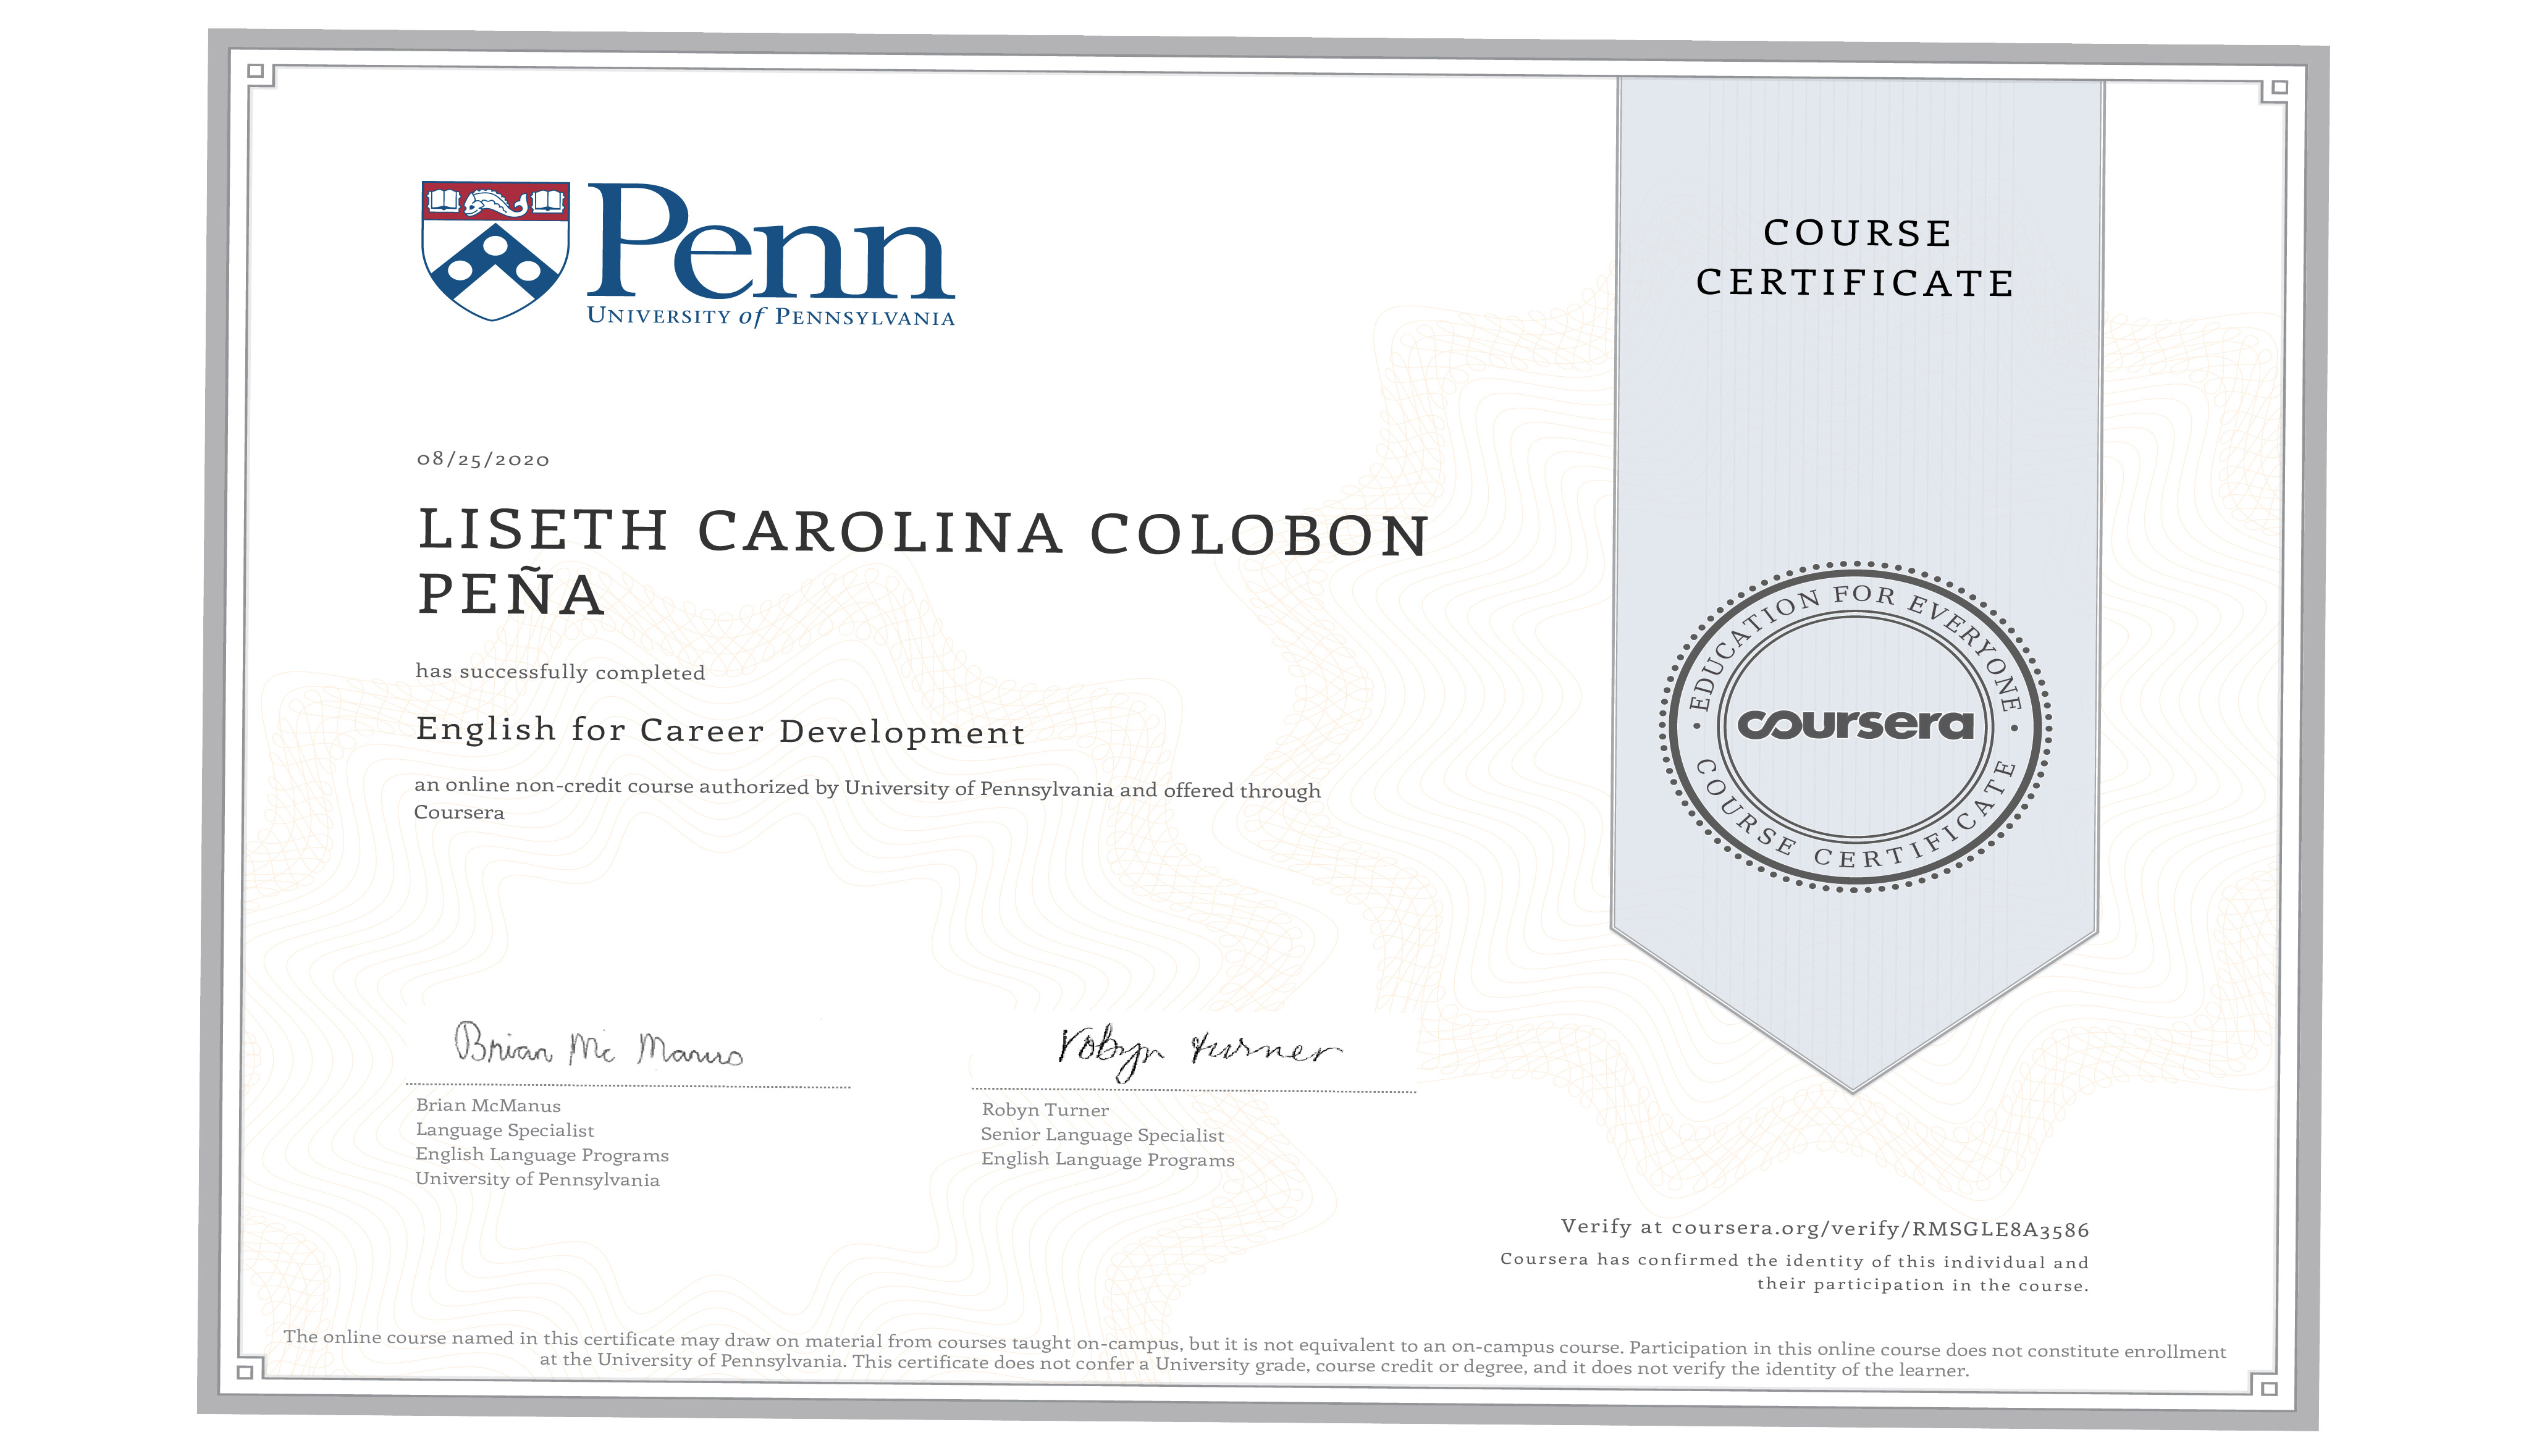 Penn
UNIVERSITY of PENNSYLVANIA
COURSE
CERTIFICATE
08/25/2020
LISETH CAROLINA COLOBON
PEÑA
has successfully completed
English for Career Development
an online non-credit course authorized by University of Pennsylvania and offered through
Coursera
EDUCATION FOR EVERYONE
coursera
COURSE CERTIFICATE
Brian Mc Manus
Robyn Turner
Brian McManus
Language Specialist
English Language Programs
University of Pennsylvania
Robyn Turner
Senior Language Specialist
English Language Programs
Verify at coursera.org/verify/RMSGLE8A3586
Coursera has confirmed the identity of this individual and
their participation in the course.
The online course named in this certificate may draw on material from courses taught on-campus, but it is not equivalent to an on-campus course. Participation in this online course does not constitute enrollment
at the University of Pennsylvania. This certificate does not confer a University grade, course credit or degree, and it does not verify the identity of the learner.